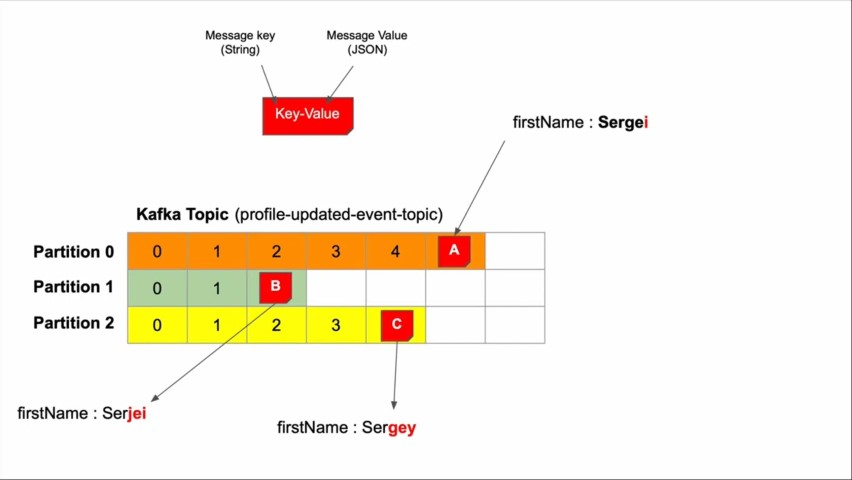 Message key
(String)
Message Value
(JSON)
Key-Value
firstName : Sergei
Kafka Topic (profile-updated-event-topic)
Partition 0 0 1 2 3 4 A
Partition 1 0 1 B
Partition 2 0 1 2 3 C
firstName : Serjei
firstName : Sergey